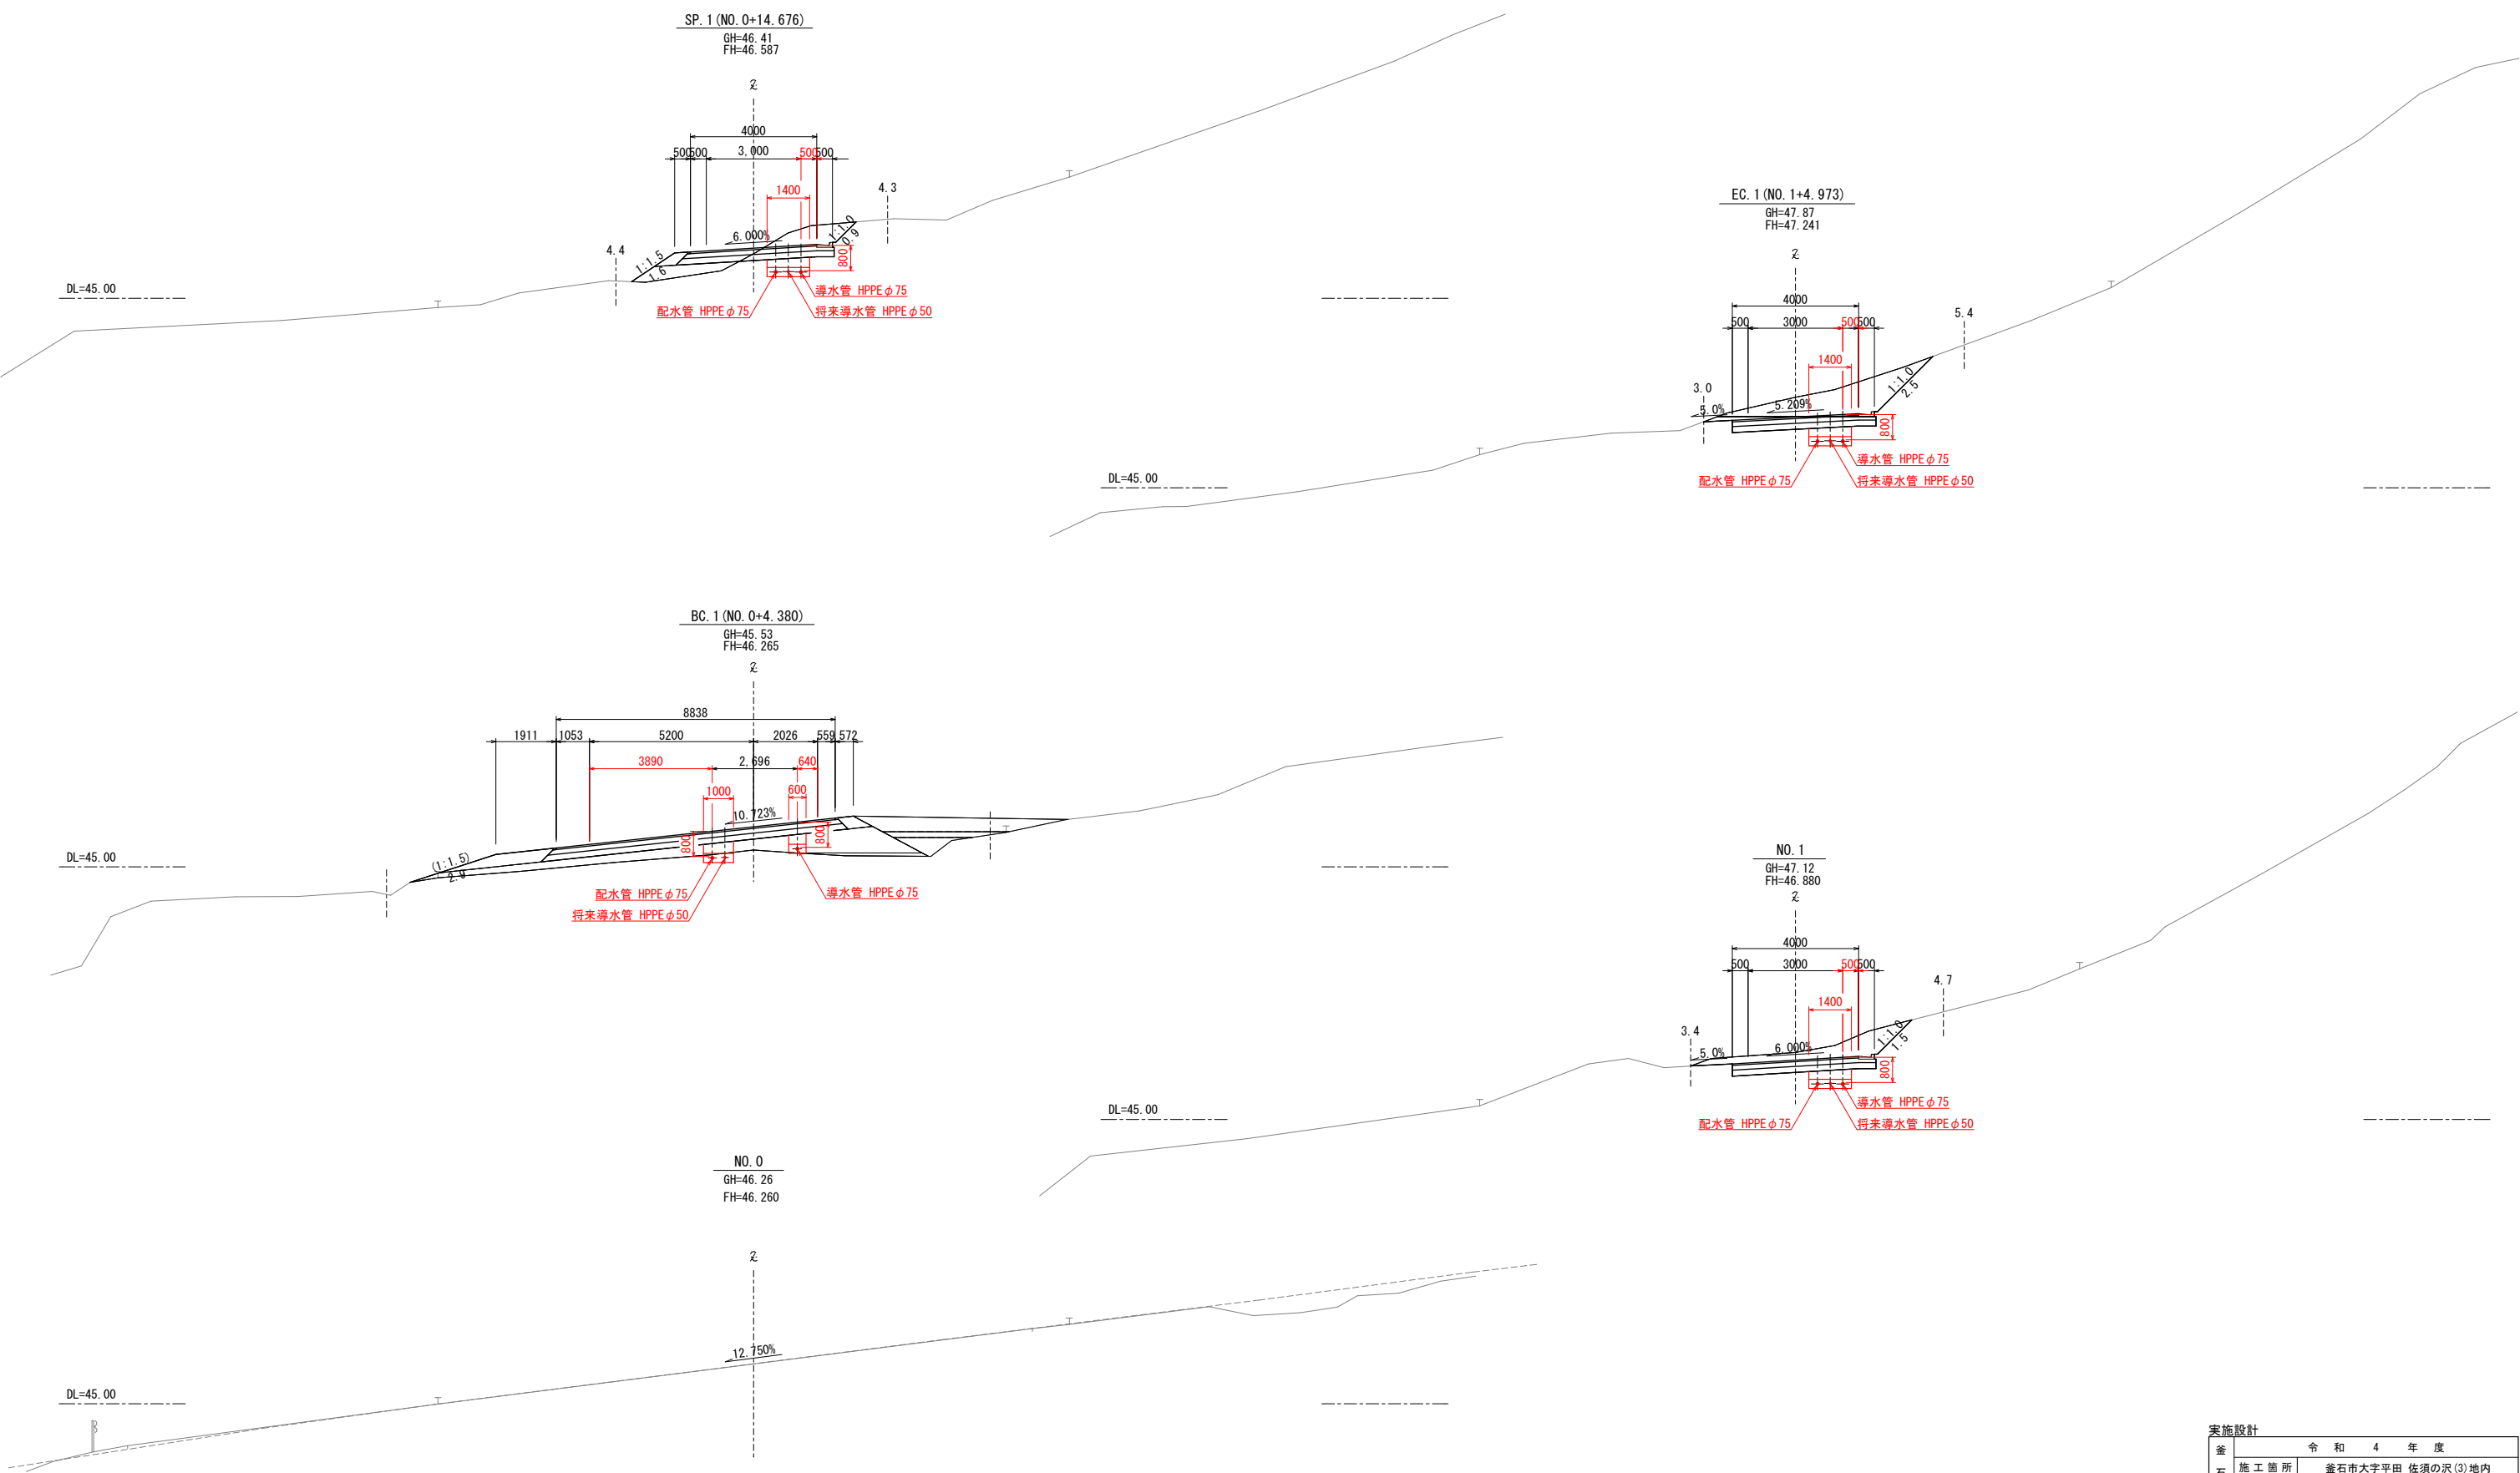 SP.1(NO.0+14.676)
GH=46.41
FH=46.587
4000
500 500 3,000 500 500
1400
4.3
6.000%
1:1.0
0.9
4.4
1:1.5
1.6
800
DL=45.00
導水管 HPPEφ75
配水管 HPPEφ75
将来導水管 HPPEφ50
EC.1(NO.1+4.973)
GH=47.87
FH=47.241
4000
500 3000 500 500
5.4
1400
1:1.0
2.5
3.0
5.0%
5.209%
800
導水管 HPPEφ75
DL=45.00
配水管 HPPEφ75
将来導水管 HPPEφ50
BC.1(NO.0+4.380)
GH=45.53
FH=46.265
8838
1911 1053 5200 2026 559 572
3890 2,696 640
1000 600
10.723%
800
800
DL=45.00
(1:1.5)
2.9
配水管 HPPEφ75
導水管 HPPEφ75
将来導水管 HPPEφ50
NO.1
GH=47.12
FH=46.880
4000
500 3000 500 500
4.7
1400
3.4
1:1.0
1.5
5.0%
6.000%
800
導水管 HPPEφ75
DL=45.00
配水管 HPPEφ75
将来導水管 HPPEφ50
NO.0
GH=46.26
FH=46.260
12.750%
DL=45.00
実施設計
釜 令和 4 年度
石 施工箇所 釜石市大字平田 佐須の沢(3)地内